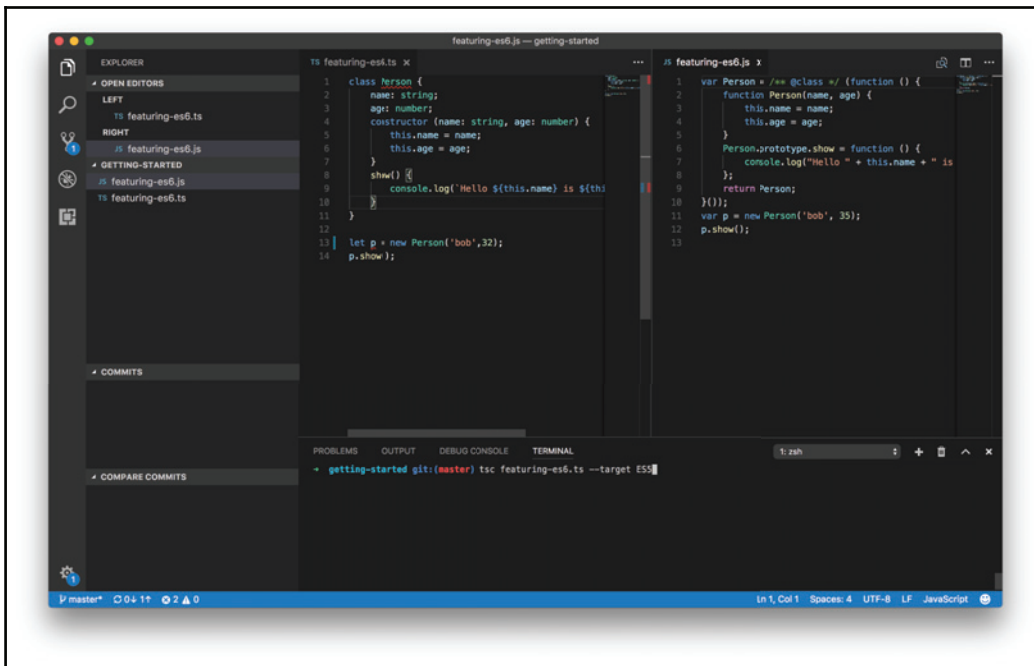 featuring-es6.js — getting-started
EXPLORER
OPEN EDITORS
LEFT
TS featuring-es6.ts
RIGHT
JS featuring-es6.js
GETTING-STARTED
JS featuring-es6.js
TS featuring-es6.ts
COMMITS
COMPARE COMMITS
TS featuring-es6.ts ×
1 class Person {
2 name: string;
3 age: number;
4 constructor (name: string, age: number) {
5 this.name = name;
6 this.age = age;
7 }
8 show() {
9 console.log(`Hello ${this.name} is ${thi
10 }
11 }
12
13 let p = new Person('bob',32);
14 p.show();
JS featuring-es6.js ×
1 var Person = /** @class */ (function () {
2 function Person(name, age) {
3 this.name = name;
4 this.age = age;
5 }
6 Person.prototype.show = function () {
7 console.log("Hello " + this.name + " is
8 };
9 return Person;
10 }());
11 var p = new Person('bob', 35);
12 p.show();
13
PROBLEMS OUTPUT DEBUG CONSOLE TERMINAL 1: zsh
→ getting-started git:(master) tsc featuring-es6.ts --target ES5
1
1
master* 0↓ 1↑ 2 0 Ln 1, Col 1 Spaces: 4 UTF-8 LF JavaScript